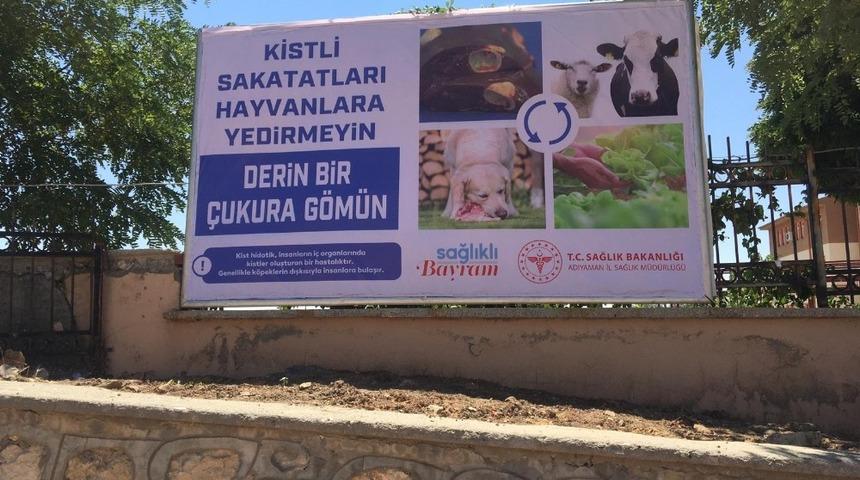 KİSTLİ
SAKATATLARI
HAYVANLARA
YEDİRMEYİN
DERİN BİR
ÇUKURA GÖMÜN
! Kist hidatik, insanların iç organlarında
kistler oluşturan bir hastalıktır.
Genellikle köpeklerin dışkısıyla insanlara bulaşır.
sağlıklı
Bayram
T.C. SAĞLIK BAKANLIĞI
ADIYAMAN İL SAĞLIK MÜDÜRLÜĞÜ